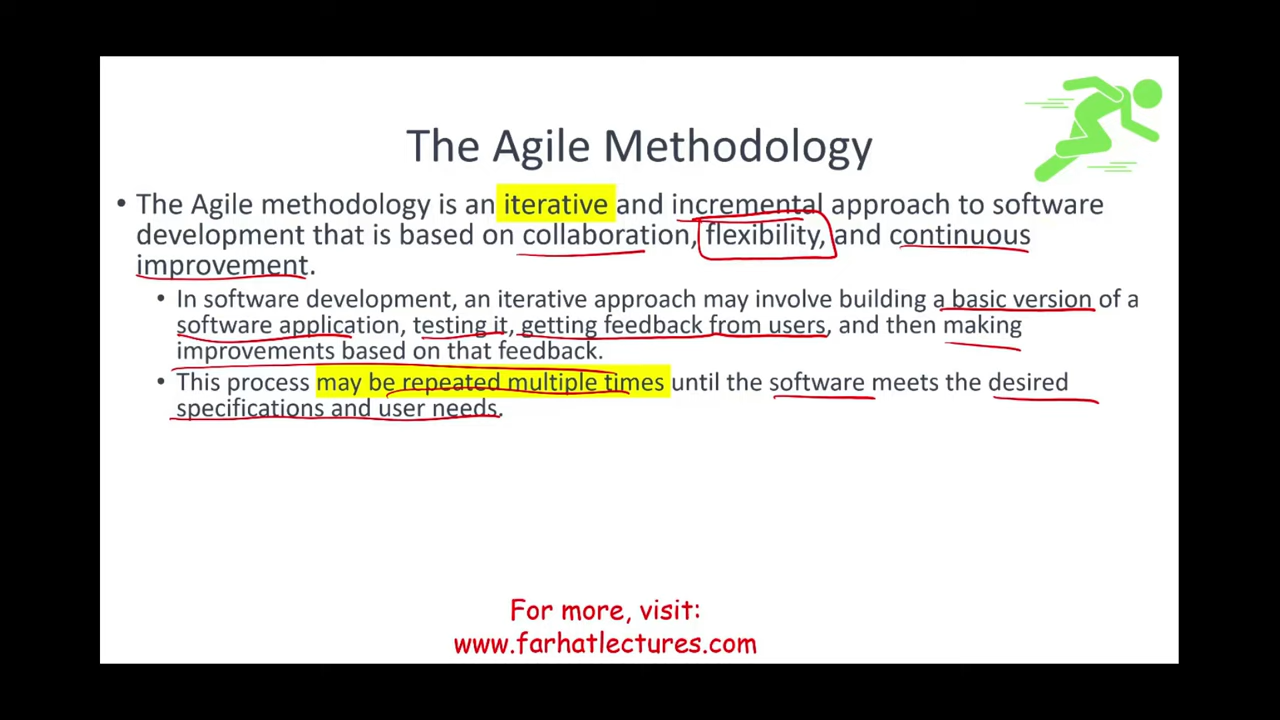 The Agile Methodology
• The Agile methodology is an iterative and incremental approach to software
development that is based on collaboration, flexibility, and continuous
improvement.
• In software development, an iterative approach may involve building a basic version of a
software application, testing it, getting feedback from users, and then making
improvements based on that feedback.
• This process may be repeated multiple times until the software meets the desired
specifications and user needs.
For more, visit:
www.farhatlectures.com